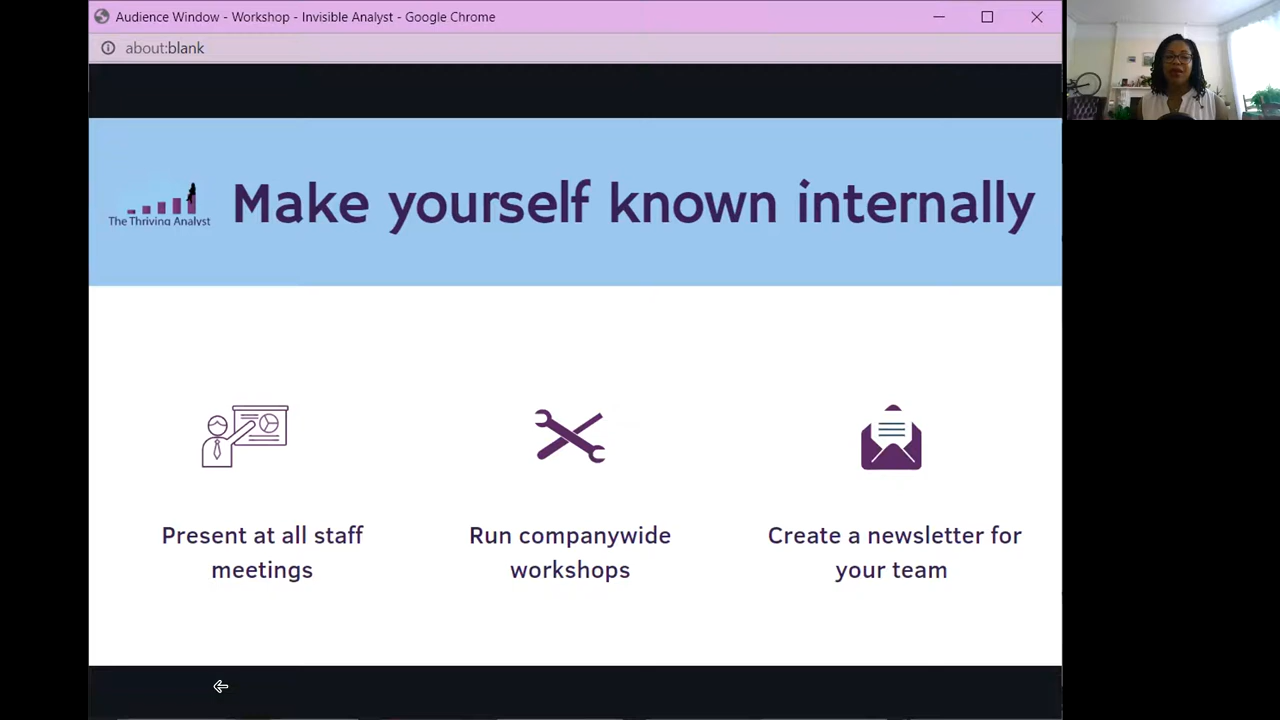 Audience Window - Workshop - Invisible Analyst - Google Chrome
about:blank
The Thriving Analyst
Make yourself known internally
Present at all staff
meetings
Run companywide
workshops
Create a newsletter for
your team